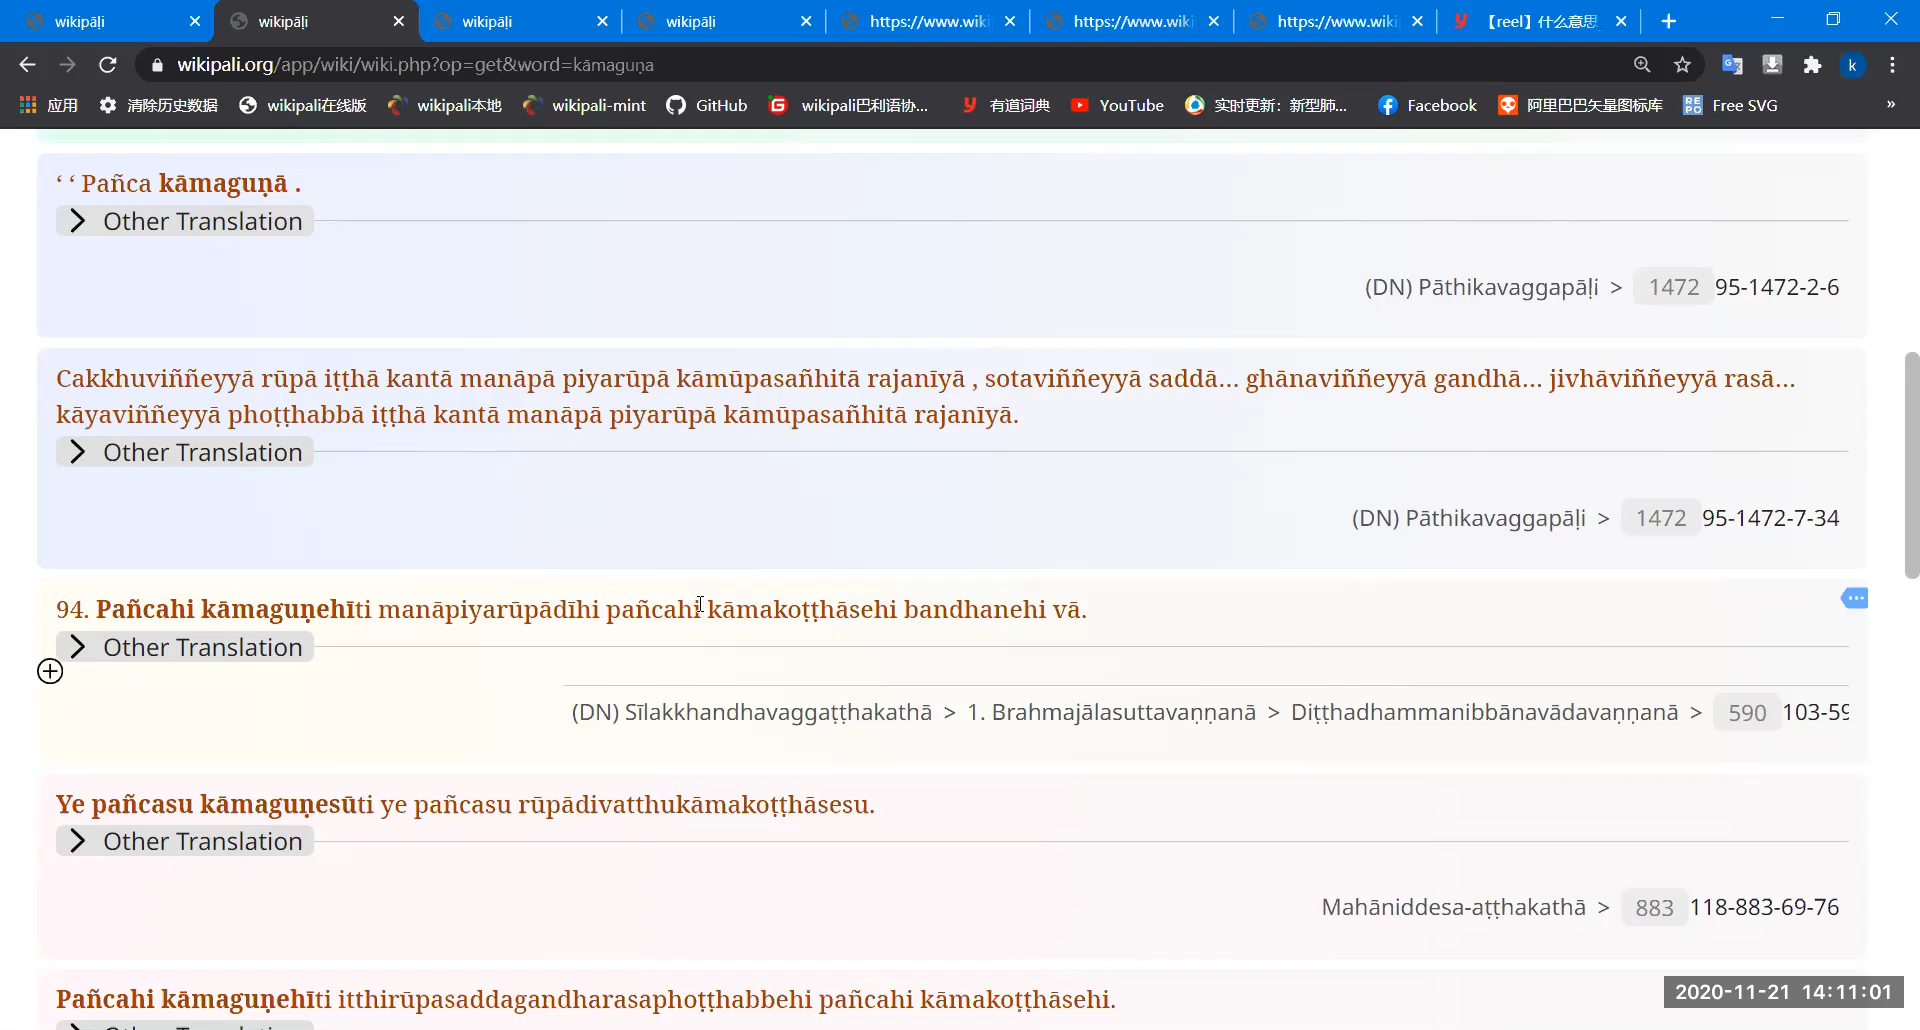 wikipāḷi
wikipāḷi
wikipāḷi
wikipāḷi
https://www.wiki
https://www.wiki
https://www.wiki
【reel】什么意思
wikipali.org/app/wiki/wiki.php?op=get&word=kāmaguṇa
k
应用
清除历史数据
wikipali在线版
wikipali本地
wikipali-mint
GitHub
wikipali巴利语协...
有道词典
YouTube
实时更新：新型肺...
Facebook
阿里巴巴矢量图标库
Free SVG
»
‘ ‘ Pañca kāmaguṇā .
Other Translation
(DN) Pāthikavaggapāḷi > 1472 95-1472-2-6
Cakkhuviññeyyā rūpā iṭṭhā kantā manāpā piyarūpā kāmūpasañhitā rajanīyā , sotaviññeyyā saddā... ghānaviññeyyā gandhā... jivhāviññeyyā rasā...
kāyaviññeyyā phoṭṭhabbā iṭṭhā kantā manāpā piyarūpā kāmūpasañhitā rajanīyā.
Other Translation
(DN) Pāthikavaggapāḷi > 1472 95-1472-7-34
94. Pañcahi kāmaguṇehīti manāpiyarūpādīhi pañcahi kāmakoṭṭhāsehi bandhanehi vā.
Other Translation
(DN) Sīlakkhandhavaggaṭṭhakathā > 1. Brahmajālasuttavaṇṇanā > Diṭṭhadhammanibbānavādavaṇṇanā > 590 103-59
Ye pañcasu kāmaguṇesūti ye pañcasu rūpādivatthukāmakoṭṭhāsesu.
Other Translation
Mahāniddesa-aṭṭhakathā > 883 118-883-69-76
Pañcahi kāmaguṇehīti itthirūpasaddagandharasaphoṭṭhabbehi pañcahi kāmakoṭṭhāsehi.
Other Translation
2020-11-21 14:11:01